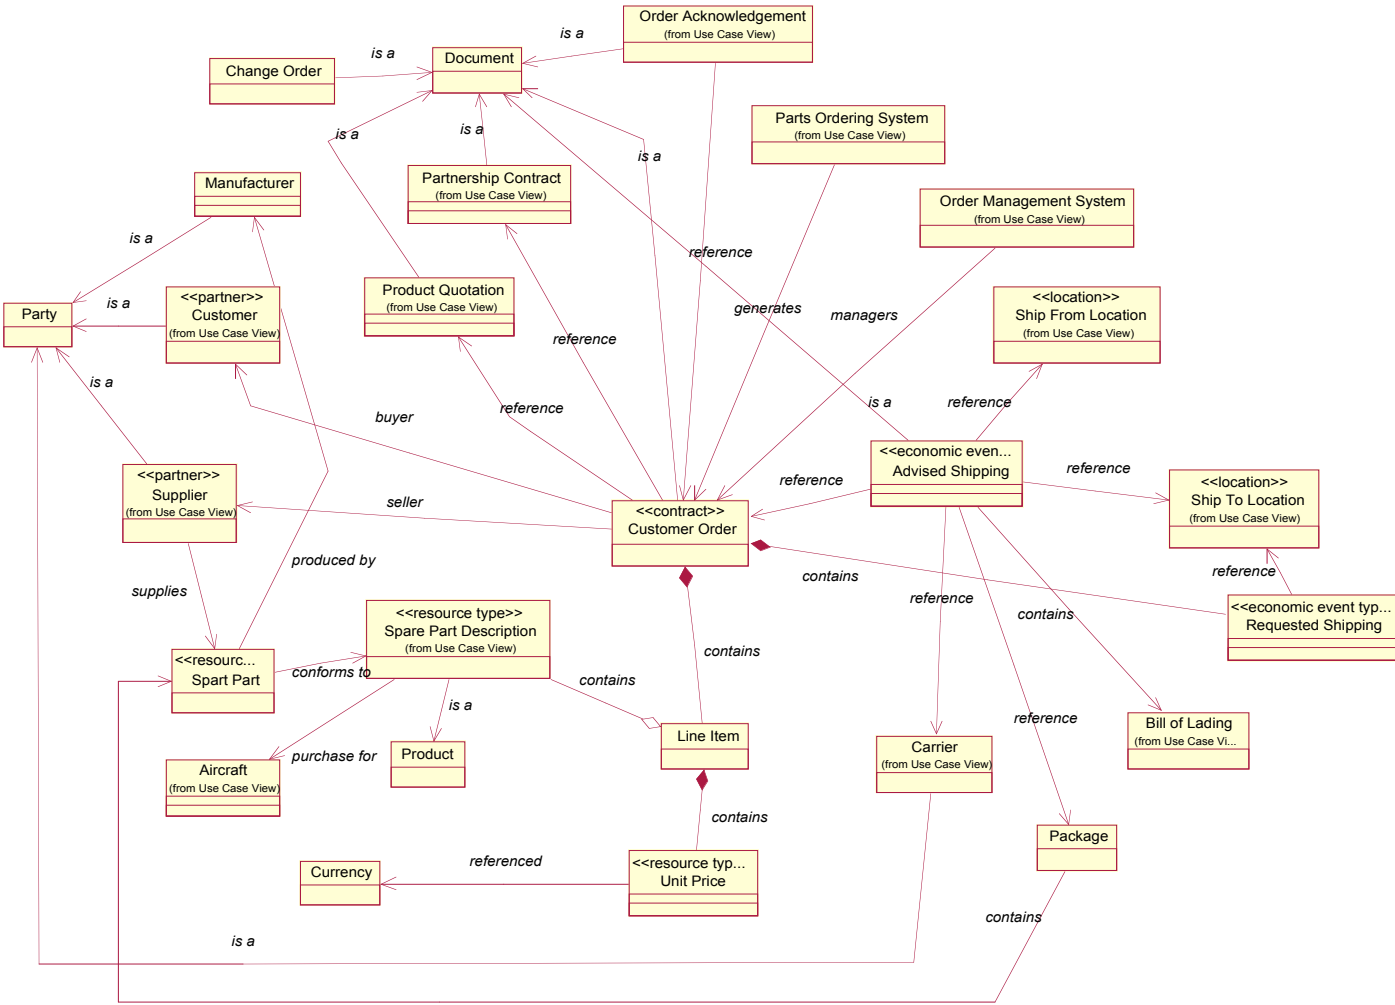 Order Acknowledgement
(from Use Case View)
is a
is a
Document
Change Order
Parts Ordering System
(from Use Case View)
is a
is a
is a
Partnership Contract
(from Use Case View)
Manufacturer
Order Management System
(from Use Case View)
is a
reference
Product Quotation
(from Use Case View)
<<partner>>
Customer
(from Use Case View)
is a
Party
<<location>>
Ship From Location
(from Use Case View)
generates
managers
reference
is a
buyer
reference
is a
reference
<<economic even...
Advised Shipping
reference
reference
<<partner>>
Supplier
(from Use Case View)
<<location>>
Ship To Location
(from Use Case View)
seller
<<contract>>
Customer Order
produced by
contains
reference
supplies
reference
contains
<<economic event typ...
Requested Shipping
<<resource type>>
Spare Part Description
(from Use Case View)
contains
<<resourc...
Spart Part
conforms to
contains
is a
reference
Line Item
Bill of Lading
(from Use Case Vi...
purchase for
Product
Carrier
(from Use Case View)
Aircraft
(from Use Case View)
contains
Package
referenced
<<resource typ...
Unit Price
Currency
contains
is a